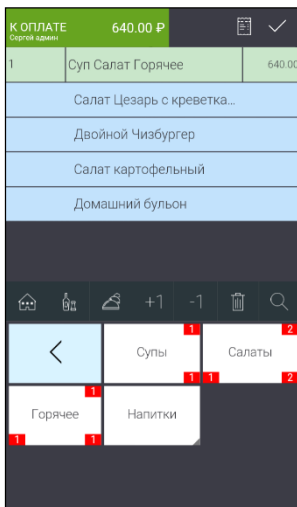 К ОПЛАТЕ 640.00 ₽
Сергей админ
1 Суп Салат Горячее 640.00
Салат Цезарь с креветка...
Двойной Чизбургер
Салат картофельный
Домашний бульон
+1 -1
1 2
Супы Салаты
1 1 2
1
Горячее Напитки
1 1